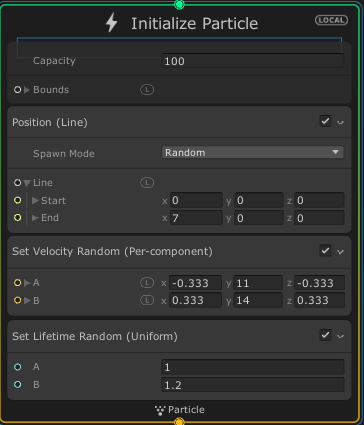 Initialize Particle LOCAL
Capacity 100
Bounds L
Position (Line)
Spawn Mode Random
Line L
Start x 0 y 0 z 0
End x 7 y 0 z 0
Set Velocity Random (Per-component)
A L x -0.333 y 11 z -0.333
B L x 0.333 y 14 z 0.333
Set Lifetime Random (Uniform)
A 1
B 1.2
Particle